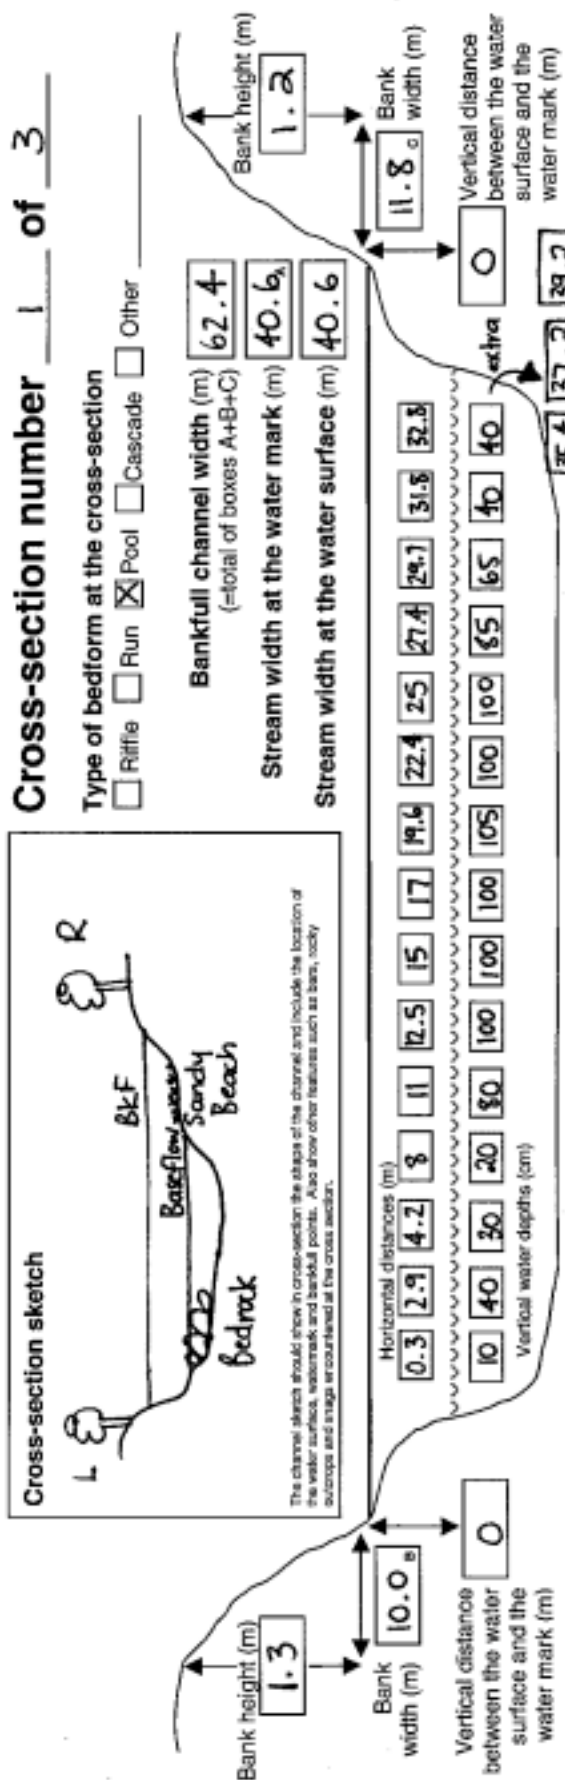 Cross-section sketch
L
R
BKF
Baseflow
Sandy
Beach
Bedrock
The channel sketch should show in cross-section the shape of the channel and include the location of
the water surface, watermark and bankfull points. Also show other features such as bars, rocky
outcrops and snags encountered at the cross section.
Cross-section number 1 of 3
Type of bedform at the cross-section
Riffle Run Pool Cascade Other
Bankfull channel width (m) 62.4
(=total of boxes A+B+C)
Stream width at the water mark (m) 40.6 A
Stream width at the water surface (m) 40.6
Bank height (m)
1.3
Bank
width (m)
10.0 B
Vertical distance
between the water
surface and the
water mark (m)
0
Horizontal distances (m)
0.3 2.9 4.2 8 11 12.5 15 17 19.6 22.4 25 27.4 29.7 31.8 32.8
10 40 30 20 80 100 100 100 105 100 100 85 65 40 40
Vertical water depths (cm)
extra
37.2 39.2
Bank height (m)
1.2
Bank
width (m)
11.8 C
Vertical distance
between the water
surface and the
water mark (m)
0